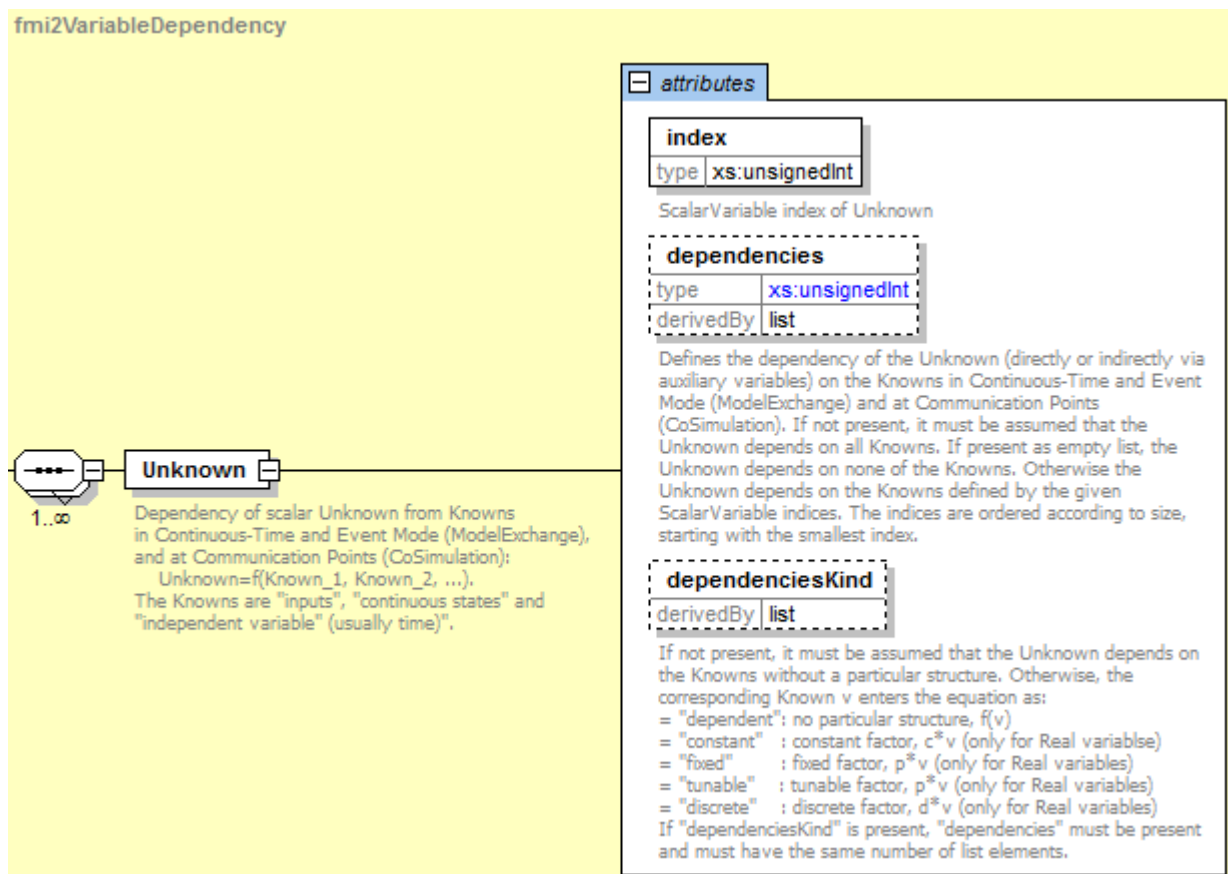 fmi2VariableDependency
attributes
index
type xs:unsignedInt
ScalarVariable index of Unknown
dependencies
type xs:unsignedInt
derivedBy list
Defines the dependency of the Unknown (directly or indirectly via
auxiliary variables) on the Knowns in Continuous-Time and Event
Mode (ModelExchange) and at Communication Points
(CoSimulation). If not present, it must be assumed that the
Unknown depends on all Knowns. If present as empty list, the
Unknown depends on none of the Knowns. Otherwise the
Unknown depends on the Knowns defined by the given
ScalarVariable indices. The indices are ordered according to size,
starting with the smallest index.
Unknown
1..∞
Dependency of scalar Unknown from Knowns
in Continuous-Time and Event Mode (ModelExchange),
and at Communication Points (CoSimulation):
Unknown=f(Known_1, Known_2, ...).
The Knowns are "inputs", "continuous states" and
"independent variable" (usually time)".
dependenciesKind
derivedBy list
If not present, it must be assumed that the Unknown depends on
the Knowns without a particular structure. Otherwise, the
corresponding Known v enters the equation as:
= "dependent": no particular structure, f(v)
= "constant" : constant factor, c*v (only for Real variablse)
= "fixed" : fixed factor, p*v (only for Real variables)
= "tunable" : tunable factor, p*v (only for Real variables)
= "discrete" : discrete factor, d*v (only for Real variables)
If "dependenciesKind" is present, "dependencies" must be present
and must have the same number of list elements.